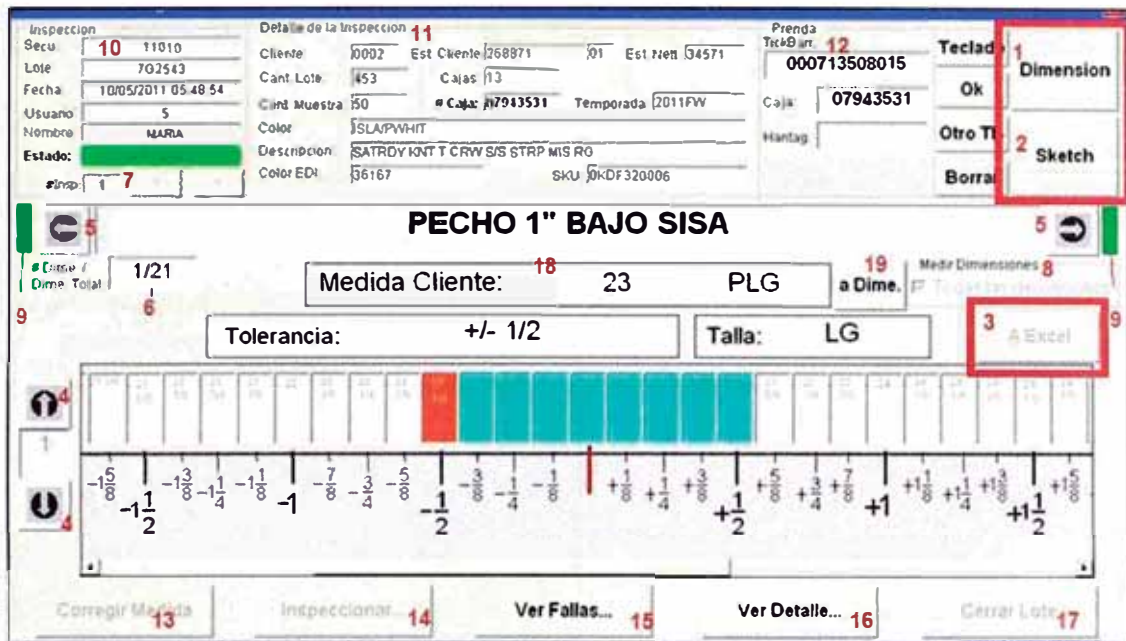 Inspeccion
Secu. 10 11010
Lote 7G2543
Fecha 10/05/2011 05:48:54
Usuario 5
Nombre MARIA
Estado:
#Insp: 1 7
Detalle de la Inspección 11
Cliente 0002 Est Cliente 268871 01 Est Nett 34571
Cant Lote 453 Cajas 13
Cant Muestra 50 # Caja: 07943531 Temporada 2011FW
Color SLA/PWHIT
Descripcion SATRDY KNT T CRW S/S STRP MIS RG
Color EDI 36167 SKU 0KDF320006
Prenda
TickBarr. 12
000713508015
Caja: 07943531
Hantag
Teclado
Ok
Otro TB
Borrar
1 Dimension
2 Sketch
5 PECHO 1" BAJO SISA 5
# Dime /
Dime. Total 1/21
6
9
Medida Cliente: 18 23 PLG
19
a Dime.
Medir Dimensiones 8
9
Tolerancia: +/- 1/2
Talla: LG
3 A Excel
4
1
4
-1 5/8 -1 1/2 -1 3/8 -1 1/4 -1 1/8 -1 -7/8 -3/4 -5/8 -1/2 -3/8 -1/4 -1/8 +1/8 +1/4 +3/8 +1/2 +5/8 +3/4 +7/8 +1 +1 1/8 +1 1/4 +1 3/8 +1 1/2 +1 5/8
Corregir Medida 13
Inspeccionar... 14
Ver Fallas... 15
Ver Detalle... 16
Cerrar Lote 17